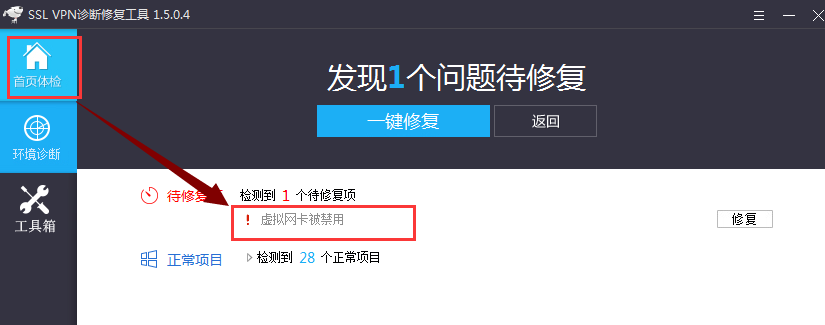 SSL VPN诊断修复工具 1.5.0.4
首页体检
环境诊断
工具箱
发现1个问题待修复
一键修复
返回
待修复
检测到 1 个待修复项
! 虚拟网卡被禁用
修复
正常项目
检测到 28 个正常项目